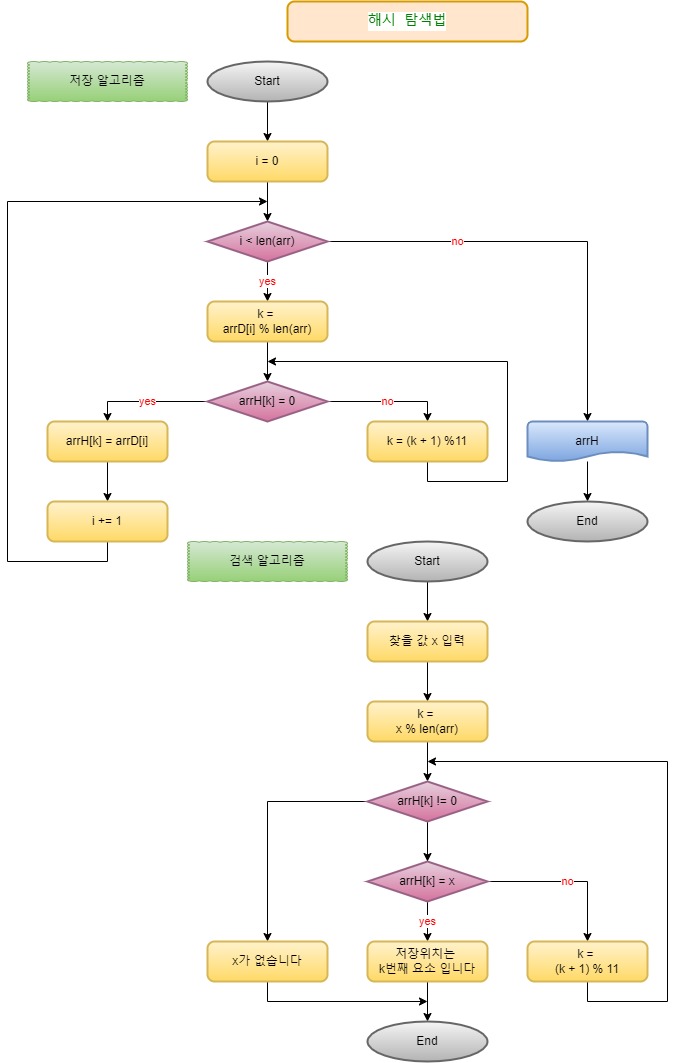 해시 탐색법
저장 알고리즘
Start
i = 0
i < len(arr)
no
yes
k =
arrD[i] % len(arr)
arrH[k] = 0
yes
no
arrH[k] = arrD[i]
k = (k + 1) %11
arrH
i += 1
End
검색 알고리즘
Start
찾을 값 x 입력
k =
x % len(arr)
arrH[k] != 0
arrH[k] = x
no
yes
x가 없습니다
저장위치는
k번째 요소 입니다
k =
(k + 1) % 11
End